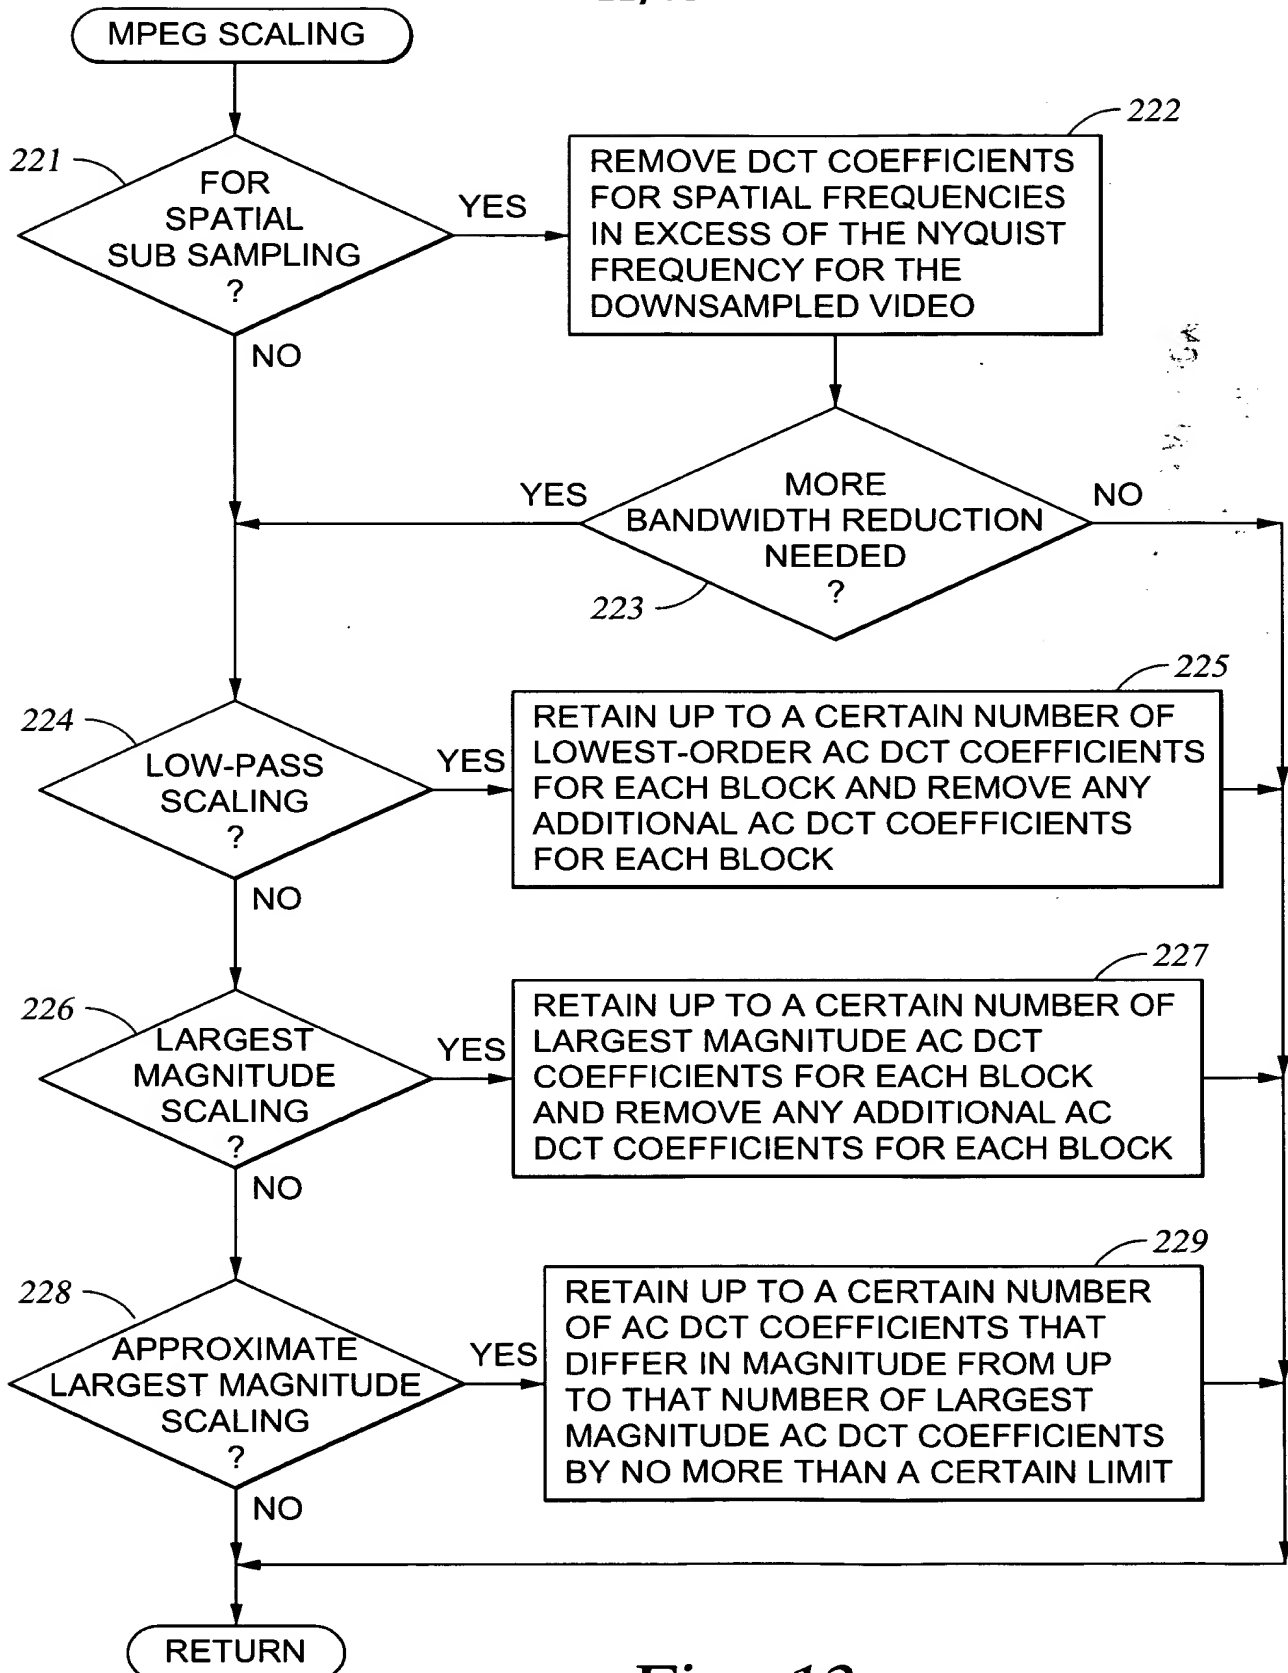 MPEG SCALING
221
FOR
SPATIAL
SUB SAMPLING
?
YES
NO
222
REMOVE DCT COEFFICIENTS
FOR SPATIAL FREQUENCIES
IN EXCESS OF THE NYQUIST
FREQUENCY FOR THE
DOWNSAMPLED VIDEO
YES
MORE
BANDWIDTH REDUCTION
NEEDED
?
NO
223
224
LOW-PASS
SCALING
?
YES
NO
225
RETAIN UP TO A CERTAIN NUMBER OF
LOWEST-ORDER AC DCT COEFFICIENTS
FOR EACH BLOCK AND REMOVE ANY
ADDITIONAL AC DCT COEFFICIENTS
FOR EACH BLOCK
226
LARGEST
MAGNITUDE
SCALING
?
YES
NO
227
RETAIN UP TO A CERTAIN NUMBER OF
LARGEST MAGNITUDE AC DCT
COEFFICIENTS FOR EACH BLOCK
AND REMOVE ANY ADDITIONAL AC
DCT COEFFICIENTS FOR EACH BLOCK
228
APPROXIMATE
LARGEST MAGNITUDE
SCALING
?
YES
NO
229
RETAIN UP TO A CERTAIN NUMBER
OF AC DCT COEFFICIENTS THAT
DIFFER IN MAGNITUDE FROM UP
TO THAT NUMBER OF LARGEST
MAGNITUDE AC DCT COEFFICIENTS
BY NO MORE THAN A CERTAIN LIMIT
RETURN